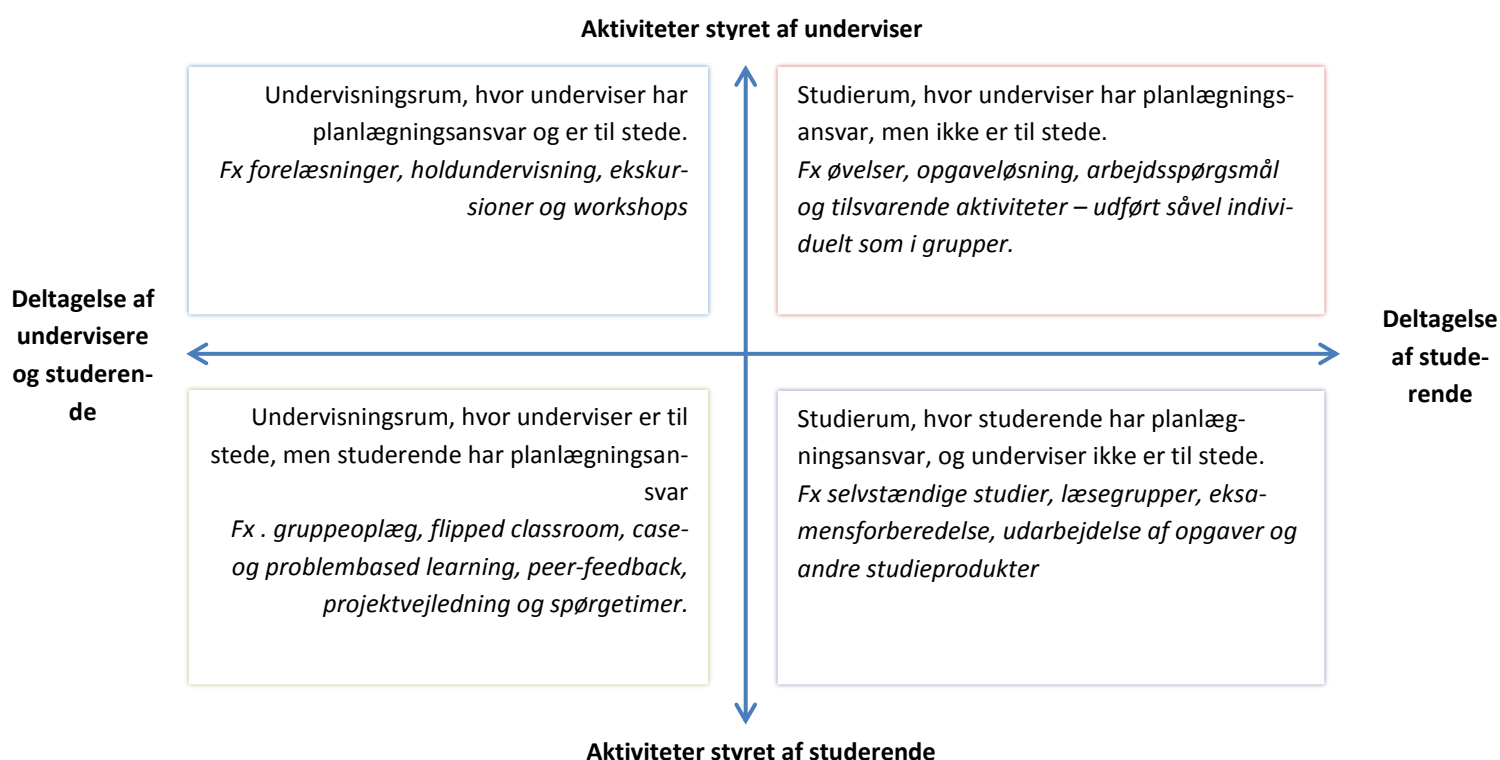 Aktiviteter styret af underviser
Undervisningsrum, hvor underviser har
planlægningsansvar og er til stede.
Fx forelæsninger, holdundervisning, ekskur-
sioner og workshops
Studierum, hvor underviser har planlægnings-
ansvar, men ikke er til stede.
Fx øvelser, opgaveløsning, arbejdsspørgsmål
og tilsvarende aktiviteter – udført såvel indivi-
duelt som i grupper.
Deltagelse af
undervisere
og studeren-
de
Deltagelse
af stude-
rende
Undervisningsrum, hvor underviser er til
stede, men studerende har planlægningsan-
svar
Fx . gruppeoplæg, flipped classroom, case-
og problembased learning, peer-feedback,
projektvejledning og spørgetimer.
Studierum, hvor studerende har planlæg-
ningsansvar, og underviser ikke er til stede.
Fx selvstændige studier, læsegrupper, eksa-
mensforberedelse, udarbejdelse af opgaver og
andre studieprodukter
Aktiviteter styret af studerende